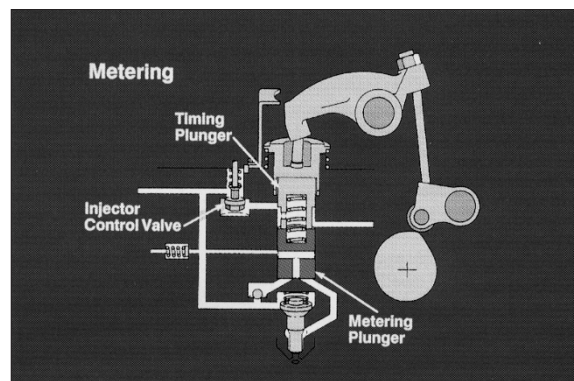 Metering
Timing
Plunger
Injector
Control Valve
Metering
Plunger